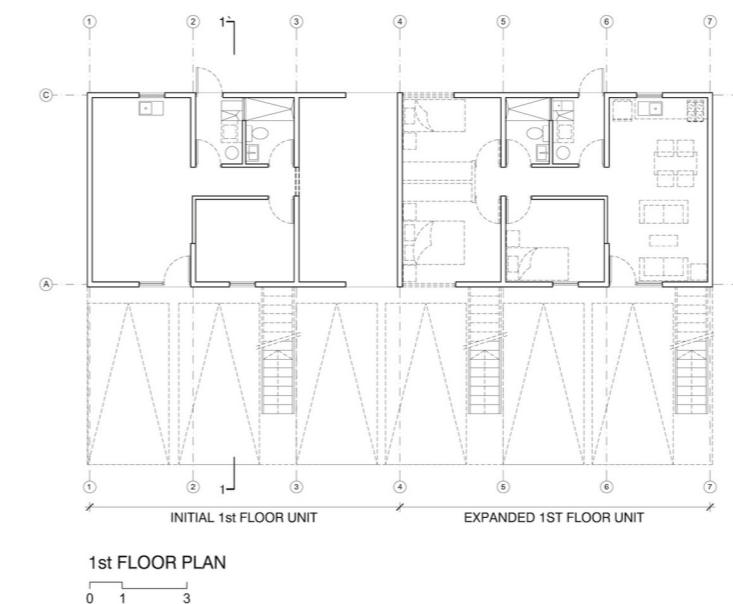 1 2 1` 3 4 5 6 7
C
A
1 2 1 3 4 5 6 7
INITIAL 1st FLOOR UNIT EXPANDED 1ST FLOOR UNIT
1st FLOOR PLAN
0 1 3